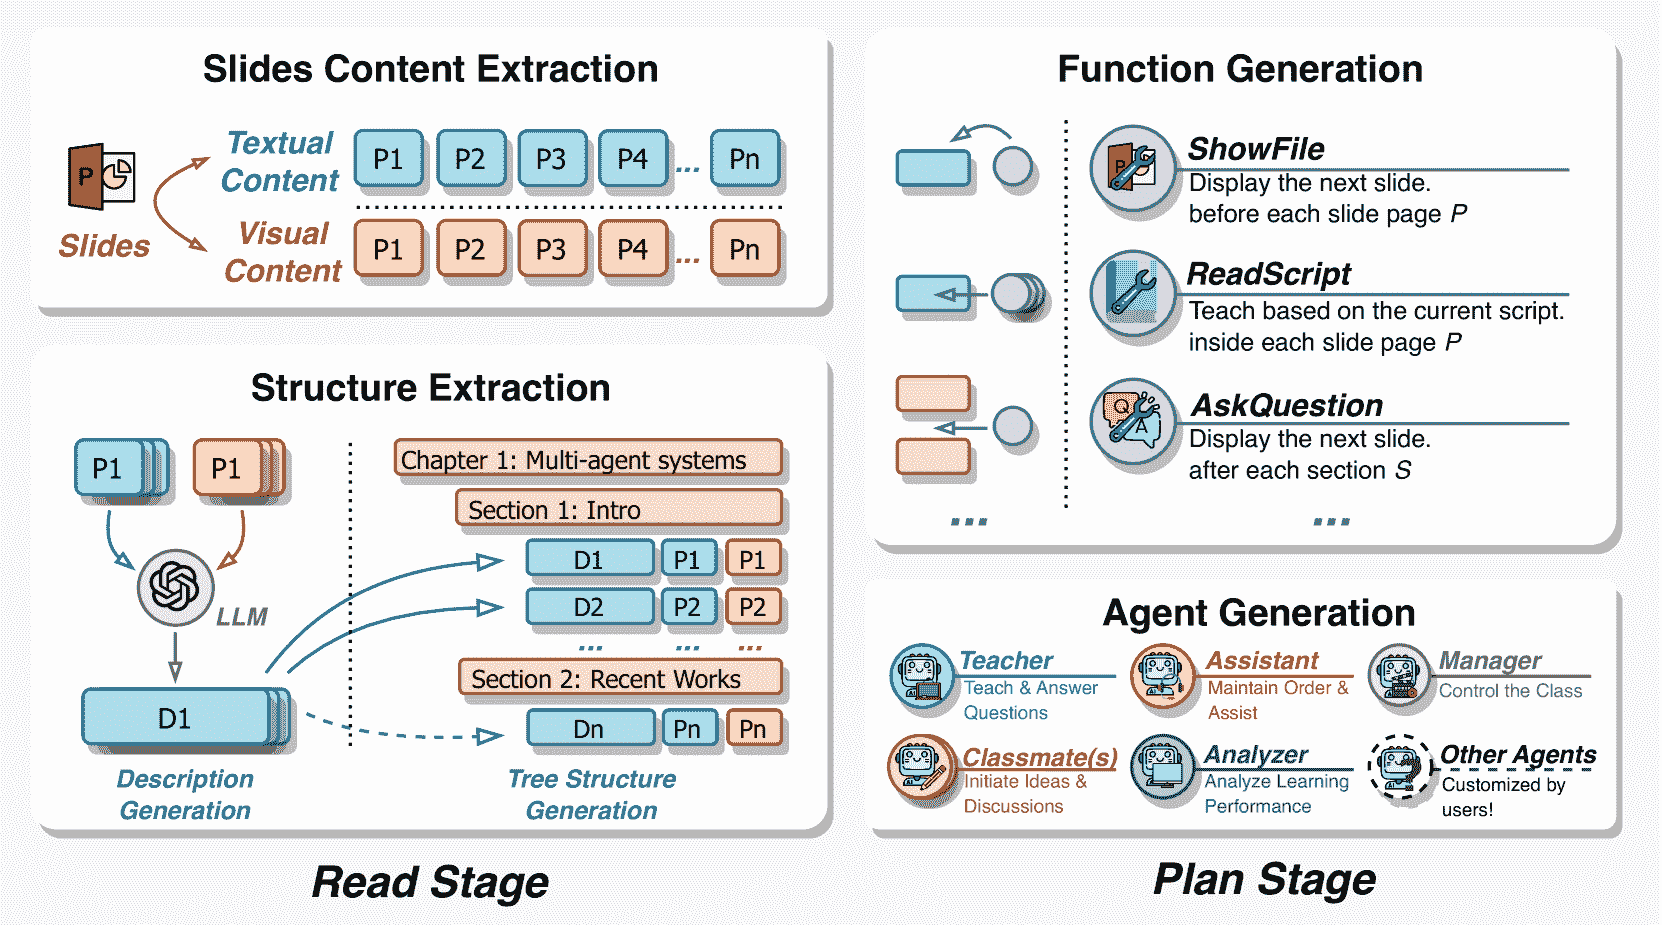 Slides Content Extraction
Slides
Textual
Content
P1 P2 P3 P4 ... Pn
Visual
Content
P1 P2 P3 P4 ... Pn
Structure Extraction
P1 P1
LLM
D1
Description
Generation
Chapter 1: Multi-agent systems
Section 1: Intro
D1 P1 P1
D2 P2 P2
... ... ...
Section 2: Recent Works
Dn Pn Pn
Tree Structure
Generation
Read Stage
Function Generation
P
ShowFile
Display the next slide.
before each slide page P
ReadScript
Teach based on the current script.
inside each slide page P
Q
A
AskQuestion
Display the next slide.
after each section S
... ...
Agent Generation
Teacher
Teach & Answer
Questions
Assistant
Maintain Order &
Assist
Manager
Control the Class
Classmate(s)
Initiate Ideas &
Discussions
Analyzer
Analyze Learning
Performance
Other Agents
Customized by
users!
Plan Stage